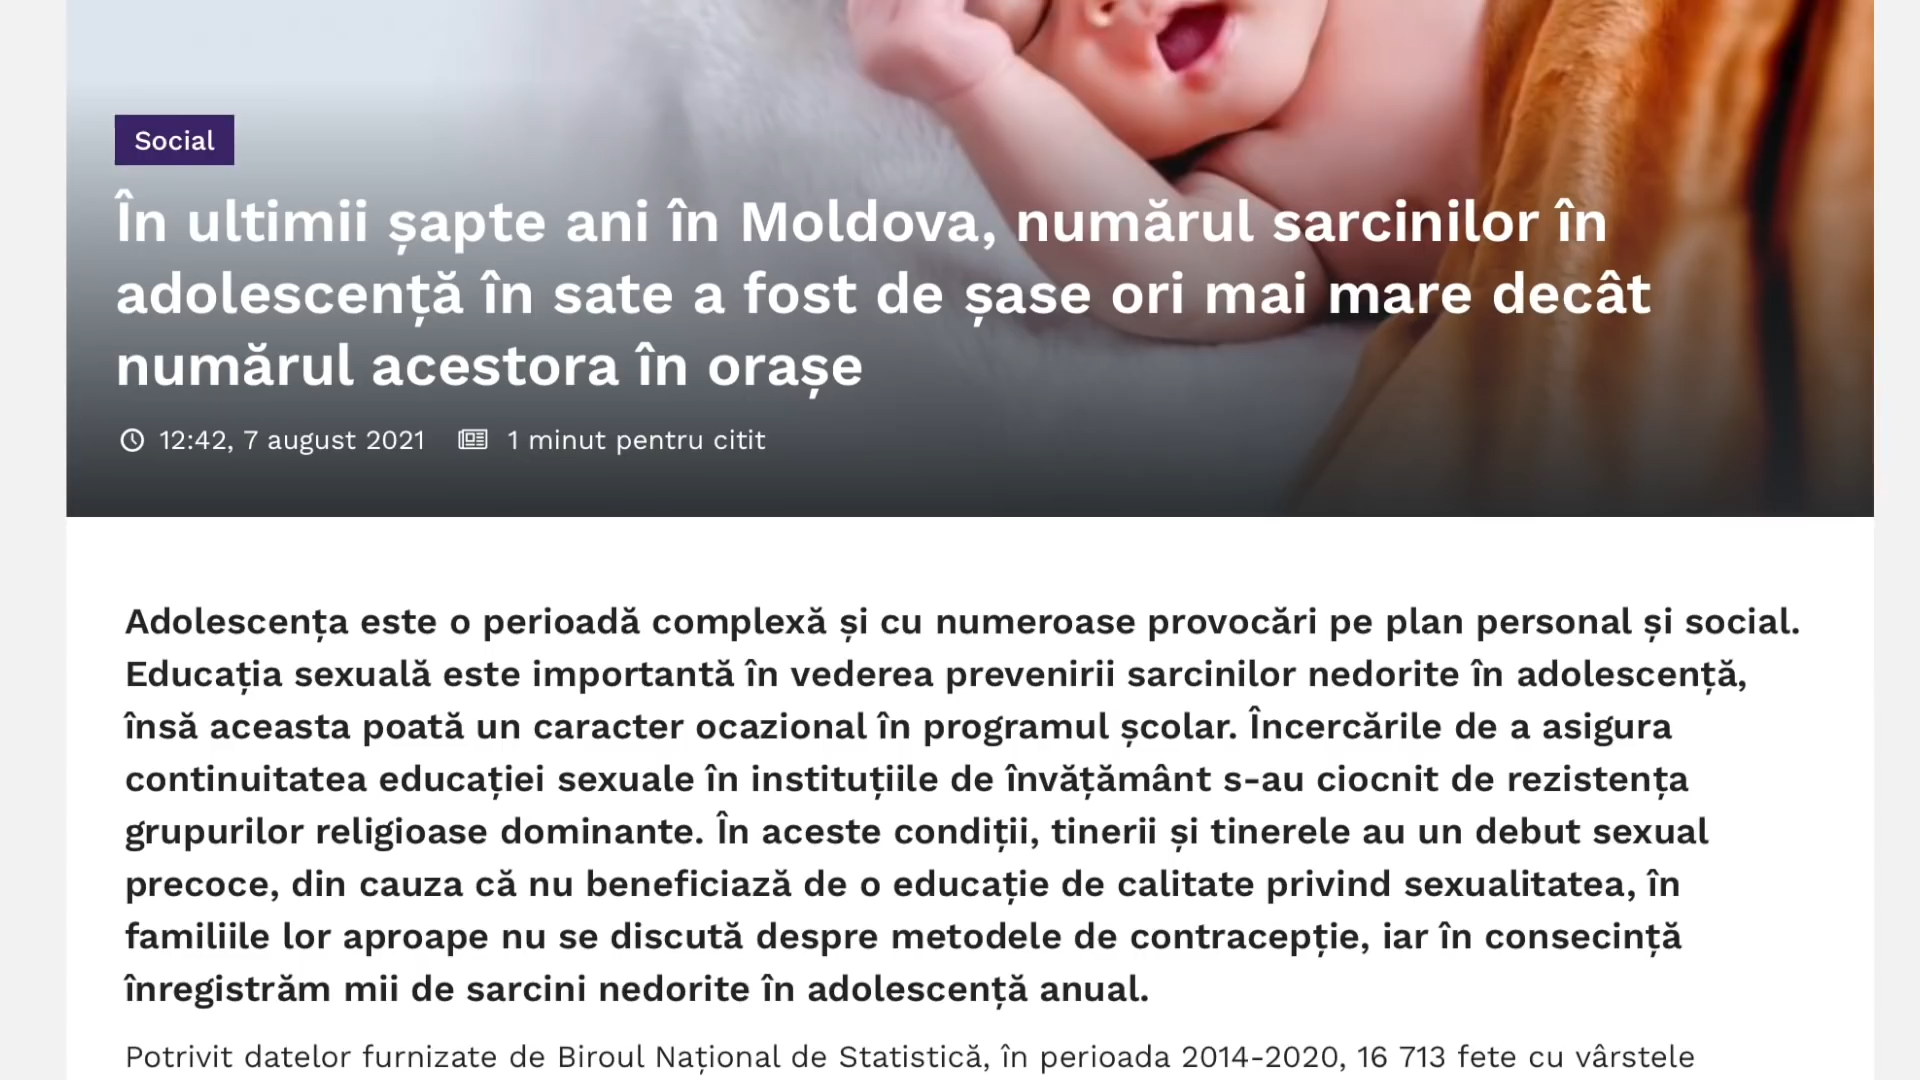 Social
În ultimii șapte ani în Moldova, numărul sarcinilor în
adolescență în sate a fost de șase ori mai mare decât
numărul acestora în orașe
12:42, 7 august 2021 1 minut pentru citit
Adolescența este o perioadă complexă și cu numeroase provocări pe plan personal și social.
Educația sexuală este importantă în vederea prevenirii sarcinilor nedorite în adolescență,
însă aceasta poată un caracter ocazional în programul școlar. Încercările de a asigura
continuitatea educației sexuale în instituțiile de învățământ s-au ciocnit de rezistența
grupurilor religioase dominante. În aceste condiții, tinerii și tinerele au un debut sexual
precoce, din cauza că nu beneficiază de o educație de calitate privind sexualitatea, în
familiile lor aproape nu se discută despre metodele de contracepție, iar în consecință
înregistrăm mii de sarcini nedorite în adolescență anual.
Potrivit datelor furnizate de Biroul Național de Statistică, în perioada 2014-2020, 16 713 fete cu vârstele